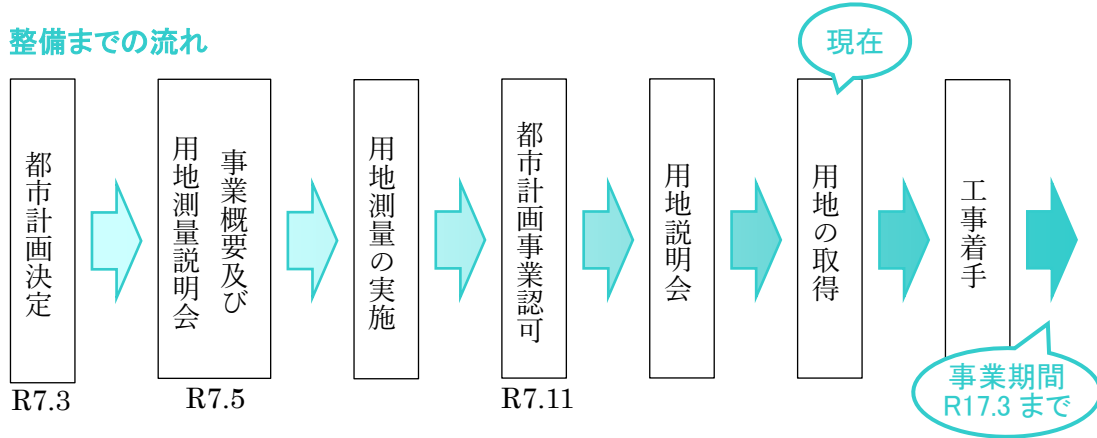 整備までの流れ
現在
都市計画決定
事業概要及び
用地測量説明会
用地測量の実施
都市計画事業認可
用地説明会
用地の取得
工事着手
R7.3
R7.5
R7.11
事業期間
R17.3 まで